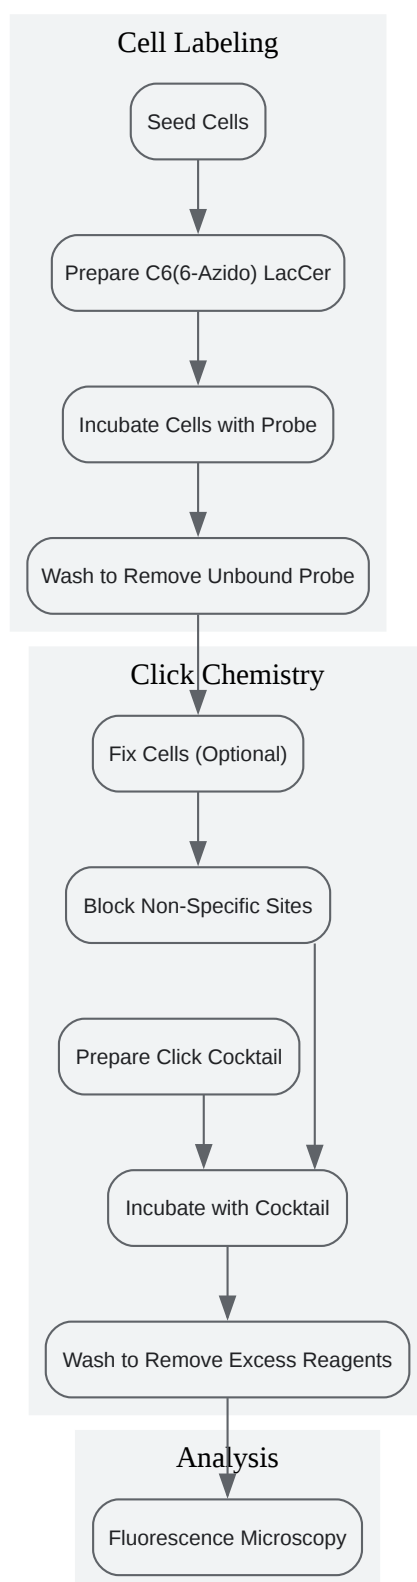 Cell Labeling
Seed Cells
Prepare C6(6-Azido) LacCer
Incubate Cells with Probe
Wash to Remove Unbound Probe
Click Chemistry
Fix Cells (Optional)
Block Non-Specific Sites
Prepare Click Cocktail
Incubate with Cocktail
Wash to Remove Excess Reagents
Analysis
Fluorescence Microscopy